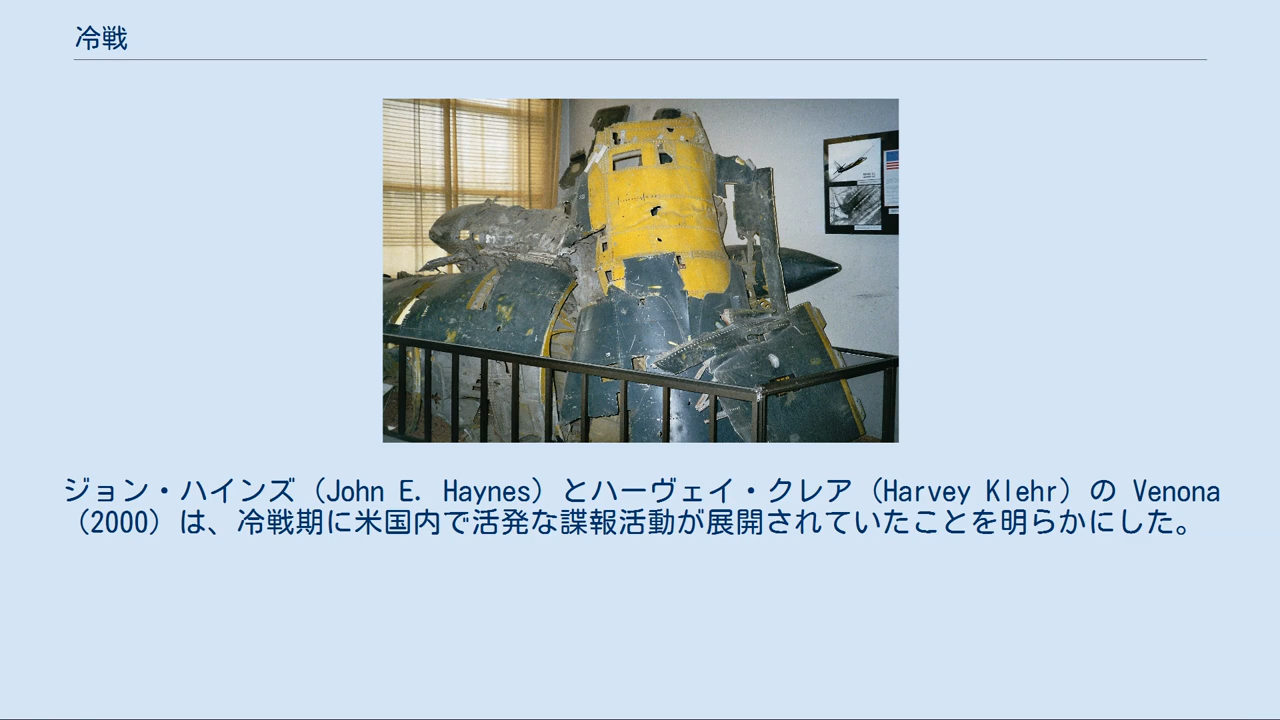 冷戦
ジョン・ハインズ（John E. Haynes）とハーヴェイ・クレア（Harvey Klehr）の Venona
（2000）は、冷戦期に米国内で活発な諜報活動が展開されていたことを明らかにした。